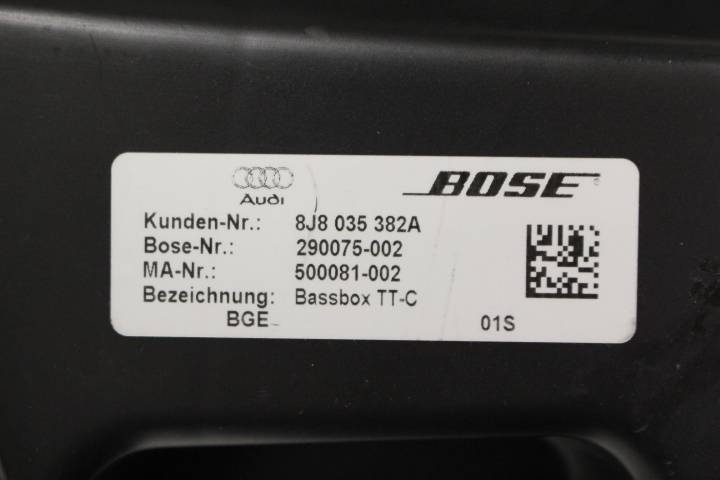 Audi
BOSE
Kunden-Nr.: 8J8 035 382A
Bose-Nr.: 290075-002
MA-Nr.: 500081-002
Bezeichnung: Bassbox TT-C
BGE 01S